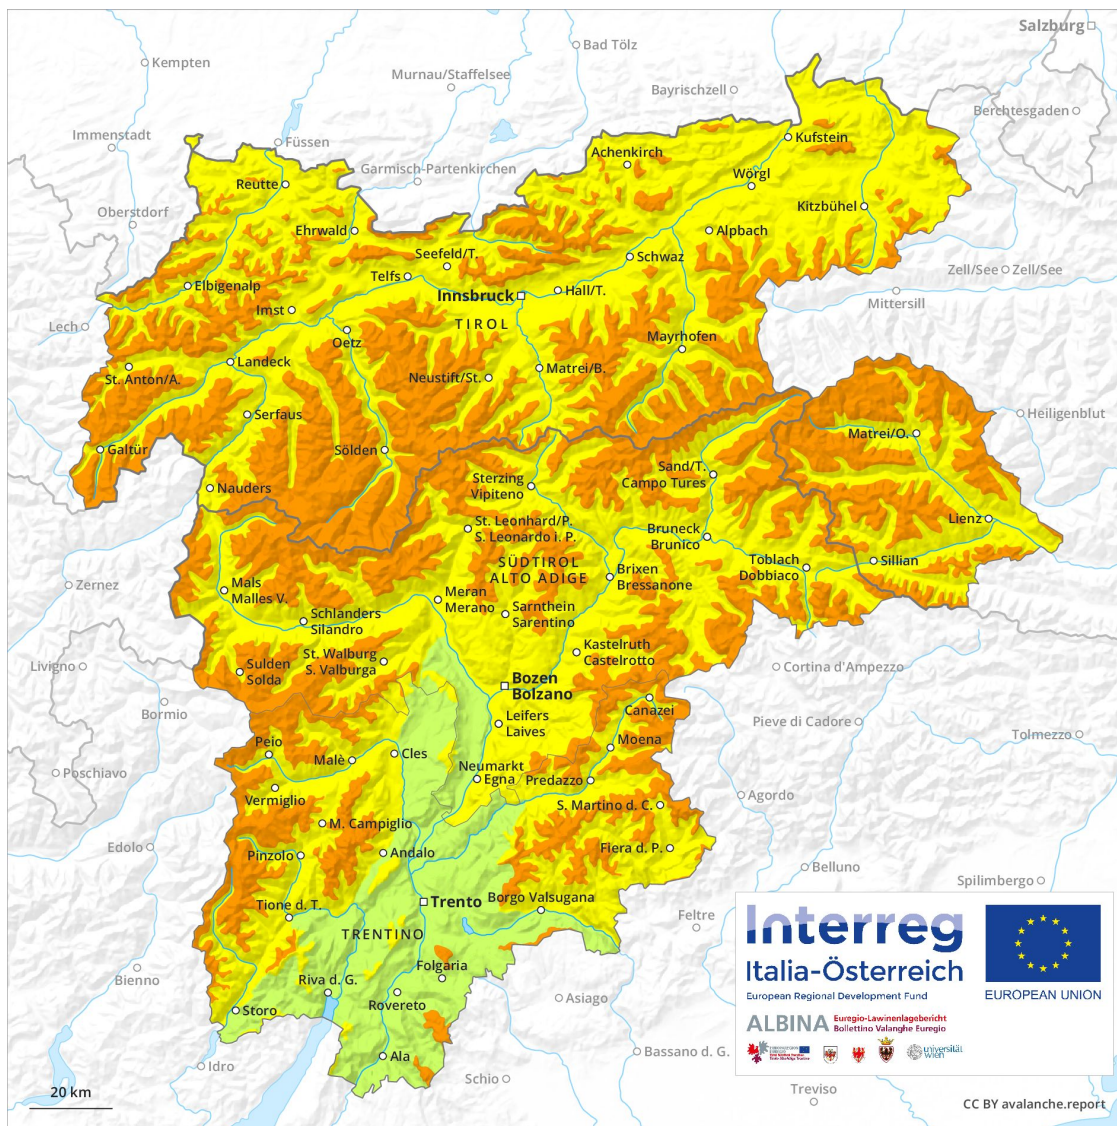 Salzburg
Bad Tölz
Kempten
Murnau/Staffelsee
Bayrischzell
Berchtesgaden
Immenstadt
Füssen
Kufstein
Achenkirch
Garmisch-Partenkirchen
Wörgl
Reutte
Oberstdorf
Kitzbühel
Ehrwald
Alpbach
Seefeld/T.
Schwaz
Telfs
Zell/See
Zell/See
Elbigenalp
Innsbruck
Hall/T.
Mittersill
Imst
TIROL
Lech
Oetz
Mayrhofen
Landeck
Matrei/B.
St. Anton/A.
Neustift/St.
Serfaus
Heiligenblut
Matrei/O.
Galtür
Sölden
Sand/T.
Campo Tures
Sterzing
Vipiteno
Nauders
Lienz
St. Leonhard/P.
S. Leonardo i. P.
Bruneck
Brunico
Toblach
Dobbiaco
Sillian
SÜDTIROL
ALTO ADIGE
Brixen
Bressanone
Zernez
Mals
Malles V.
Meran
Merano
Sarnthein
Sarentino
Schlanders
Silandro
Kastelruth
Castelrotto
St. Walburg
S. Valburga
Livigno
Sulden
Solda
Cortina d'Ampezzo
Bozen
Bolzano
Bormio
Canazei
Leifers
Laives
Pieve di Cadore
Tolmezzo
Peio
Moena
Cles
Malè
Poschiavo
Neumarkt
Egna
Predazzo
Vermiglio
Agordo
S. Martino d. C.
M. Campiglio
Edolo
Pinzolo
Andalo
Fiera d. P.
Belluno
Spilimbergo
Trento
Borgo Valsugana
Tione d. T.
Feltre
TRENTINO
Folgaria
Bienno
Riva d. G.
Rovereto
Asiago
Storo
Ala
Bassano d. G.
Idro
Schio
Treviso
20 km
Interreg
Italia-Österreich
European Regional Development Fund
EUROPEAN UNION
ALBINA
Euregio-Lawinenlagebericht
Bollettino Valanghe Euregio
universität
wien
CC BY avalanche.report